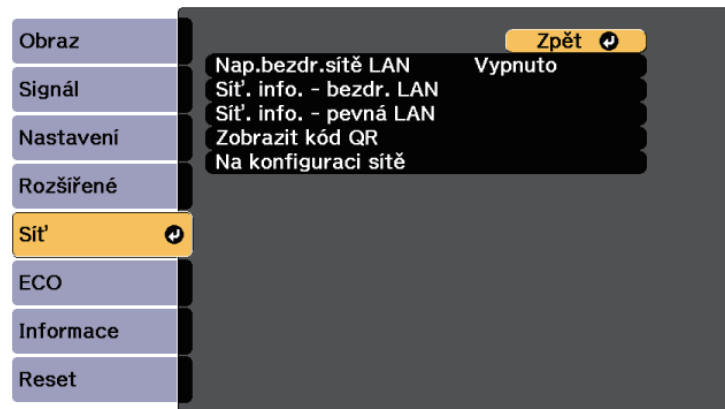 Obraz
Signál
Nastavení
Rozšířené
Síť
ECO
Informace
Reset
Zpět
Nap.bezdr.sítě LAN Vypnuto
Síť. info. - bezdr. LAN
Síť. info. - pevná LAN
Zobrazit kód QR
Na konfiguraci sítě